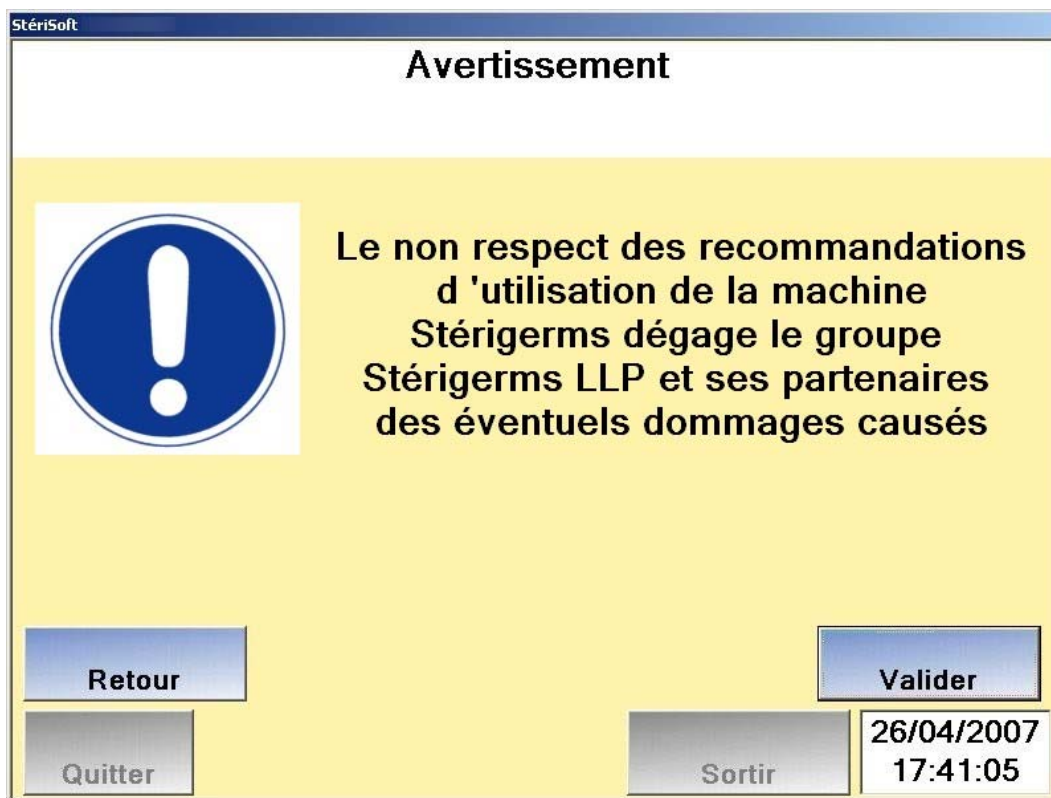 StériSoft
Avertissement
Le non respect des recommandations
d 'utilisation de la machine
Stérigerms dégage le groupe
Stérigerms LLP et ses partenaires
des éventuels dommages causés
Retour
Valider
Quitter
Sortir
26/04/2007
17:41:05